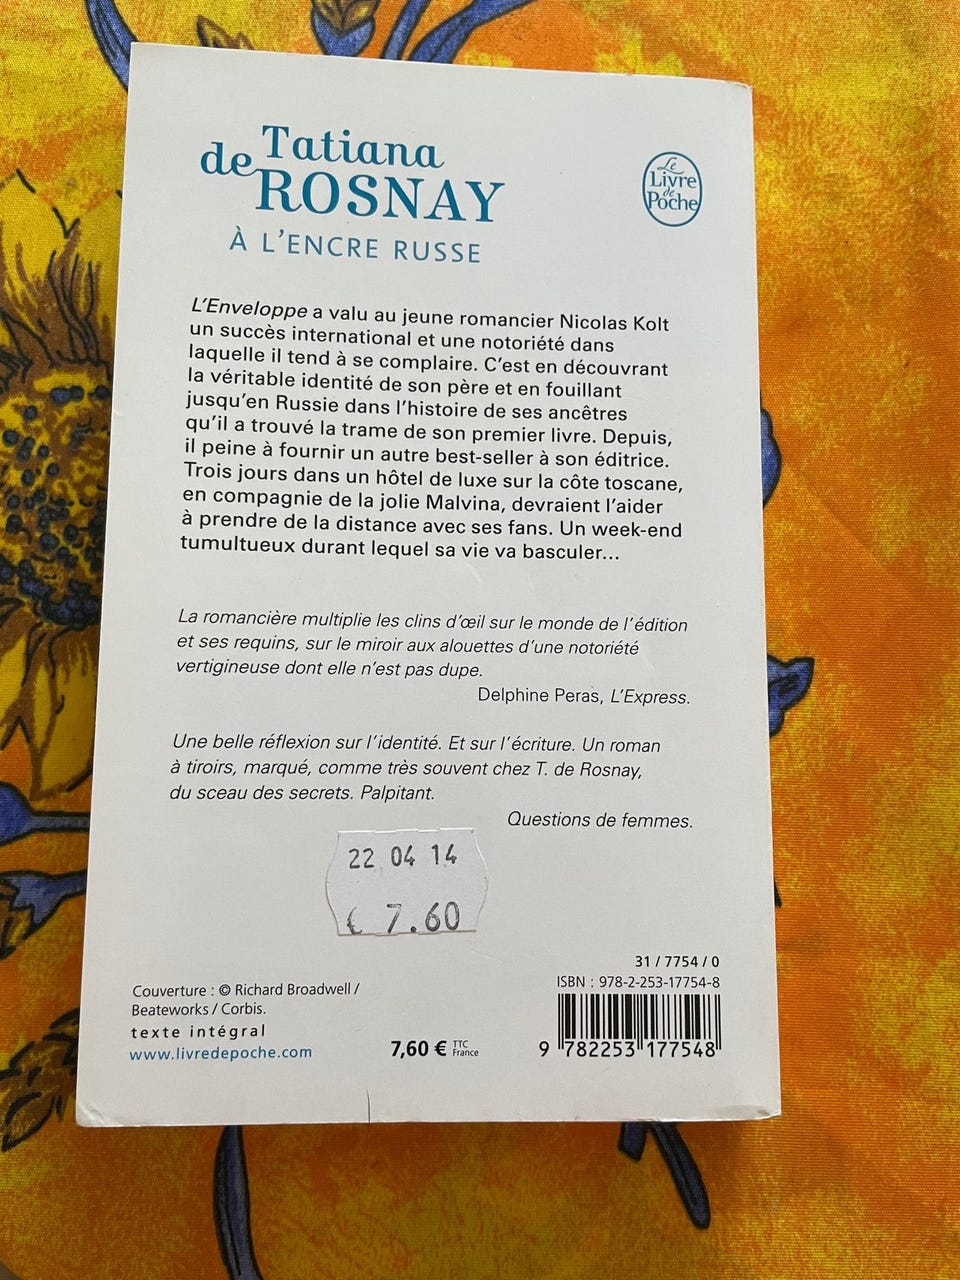 Tatiana
de ROSNAY
À L'ENCRE RUSSE
Le
Livre
de
Poche
L'Enveloppe a valu au jeune romancier Nicolas Kolt
un succès international et une notoriété dans
laquelle il tend à se complaire. C'est en découvrant
la véritable identité de son père et en fouillant
jusqu'en Russie dans l'histoire de ses ancêtres
qu'il a trouvé la trame de son premier livre. Depuis,
il peine à fournir un autre best-seller à son éditrice.
Trois jours dans un hôtel de luxe sur la côte toscane,
en compagnie de la jolie Malvina, devraient l'aider
à prendre de la distance avec ses fans. Un week-end
tumultueux durant lequel sa vie va basculer…
La romancière multiplie les clins d'œil sur le monde de l'édition
et ses requins, sur le miroir aux alouettes d'une notoriété
vertigineuse dont elle n'est pas dupe.
Delphine Peras, L'Express.
Une belle réflexion sur l'identité. Et sur l'écriture. Un roman
à tiroirs, marqué, comme très souvent chez T. de Rosnay,
du sceau des secrets. Palpitant.
Questions de femmes.
22 04 14
€ 7.60
Couverture : © Richard Broadwell /
Beateworks / Corbis.
texte intégral
www.livredepoche.com
7,60 € TTC
France
31 / 7754 / 0
ISBN : 978-2-253-17754-8
9 782253 177548